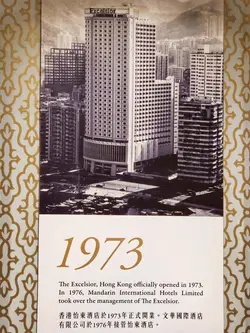 Excelsior
1973
The Excelsior, Hong Kong officially opened in 1973.
In 1976, Mandarin International Hotels Limited
took over the management of The Excelsior.
香港怡東酒店於1973年正式開業。文華國際酒店
有限公司於1976年接管怡東酒店。